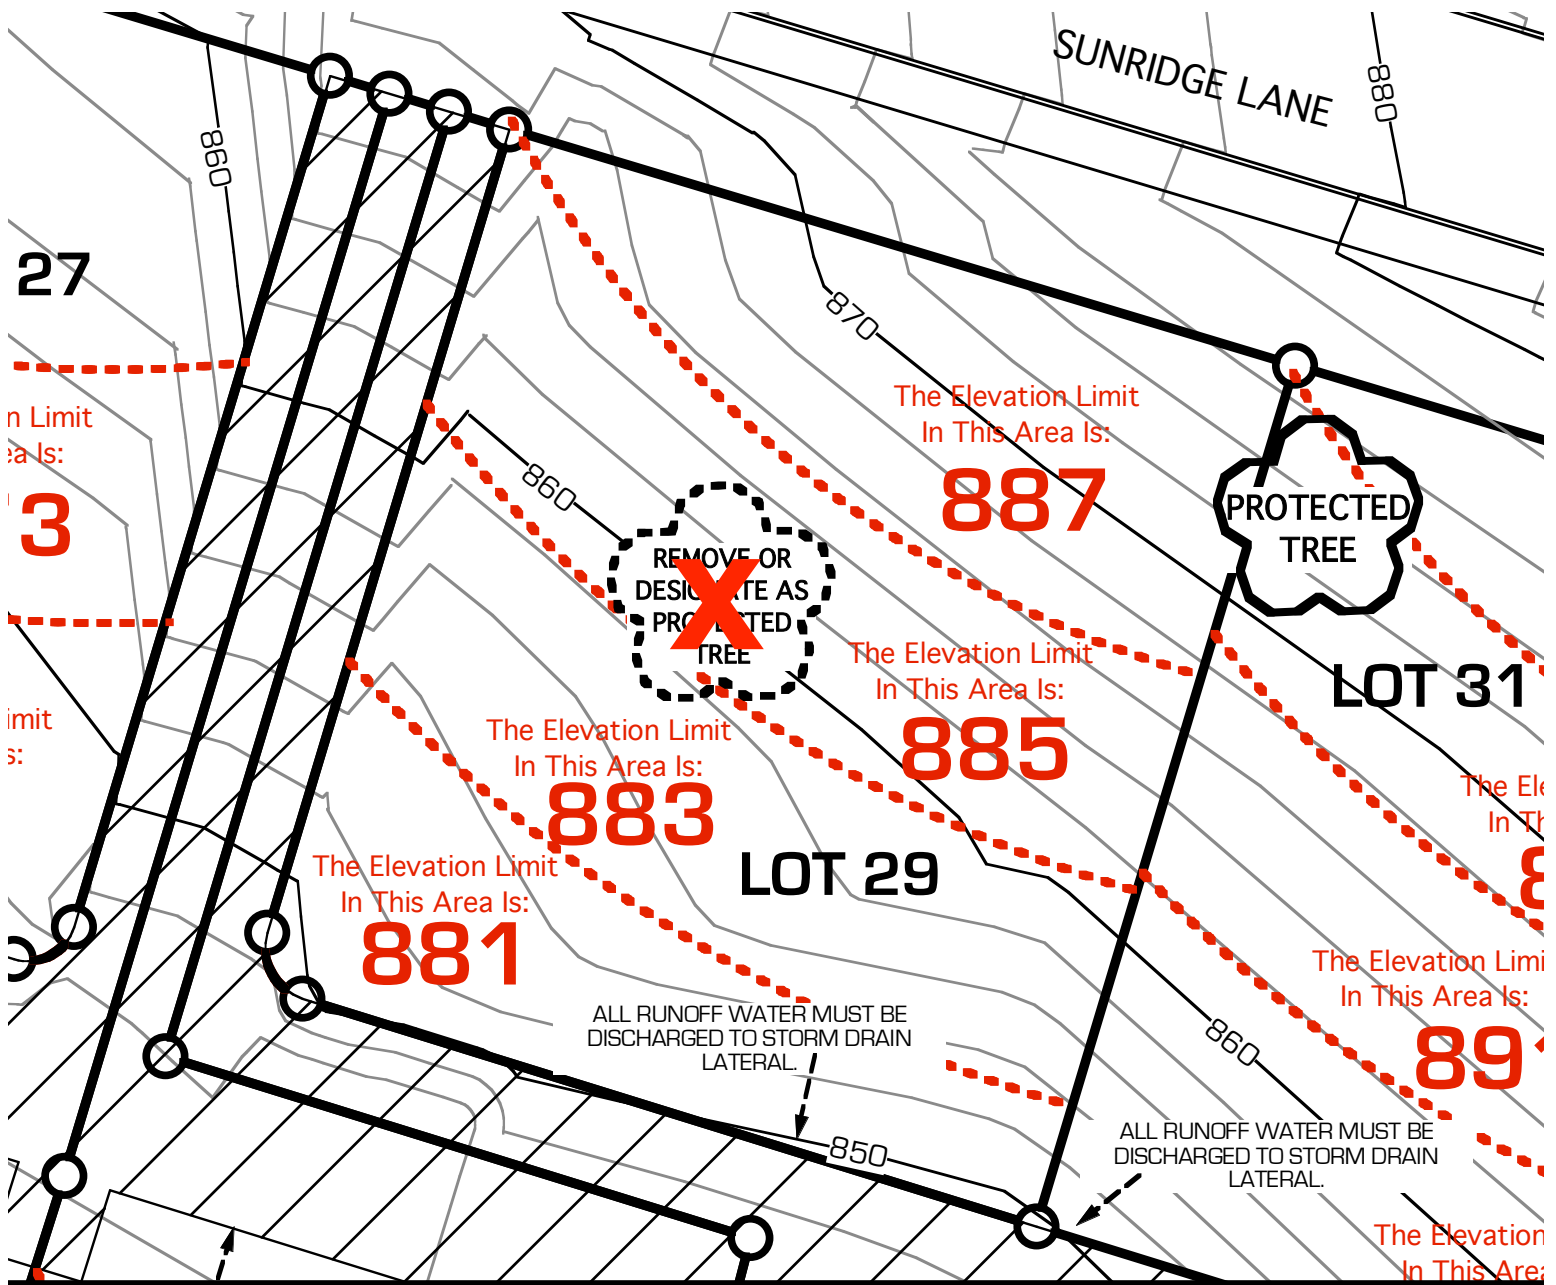 SUNRIDGE LANE
880
860
27
870
The Elevation Limit
In This Area Is:
887
n Limit
ea Is:
3
860
REMOVE OR
DESIGNATE AS
PROTECTED
TREE
X
PROTECTED
TREE
The Elevation Limit
In This Area Is:
885
LOT 31
imit
s:
The Elevation Limit
In This Area Is:
883
The Ele
In Th
8
LOT 29
The Elevation Limit
In This Area Is:
881
The Elevation Limi
In This Area Is:
891
ALL RUNOFF WATER MUST BE
DISCHARGED TO STORM DRAIN
LATERAL.
860
850
ALL RUNOFF WATER MUST BE
DISCHARGED TO STORM DRAIN
LATERAL.
The Elevation
In This Area